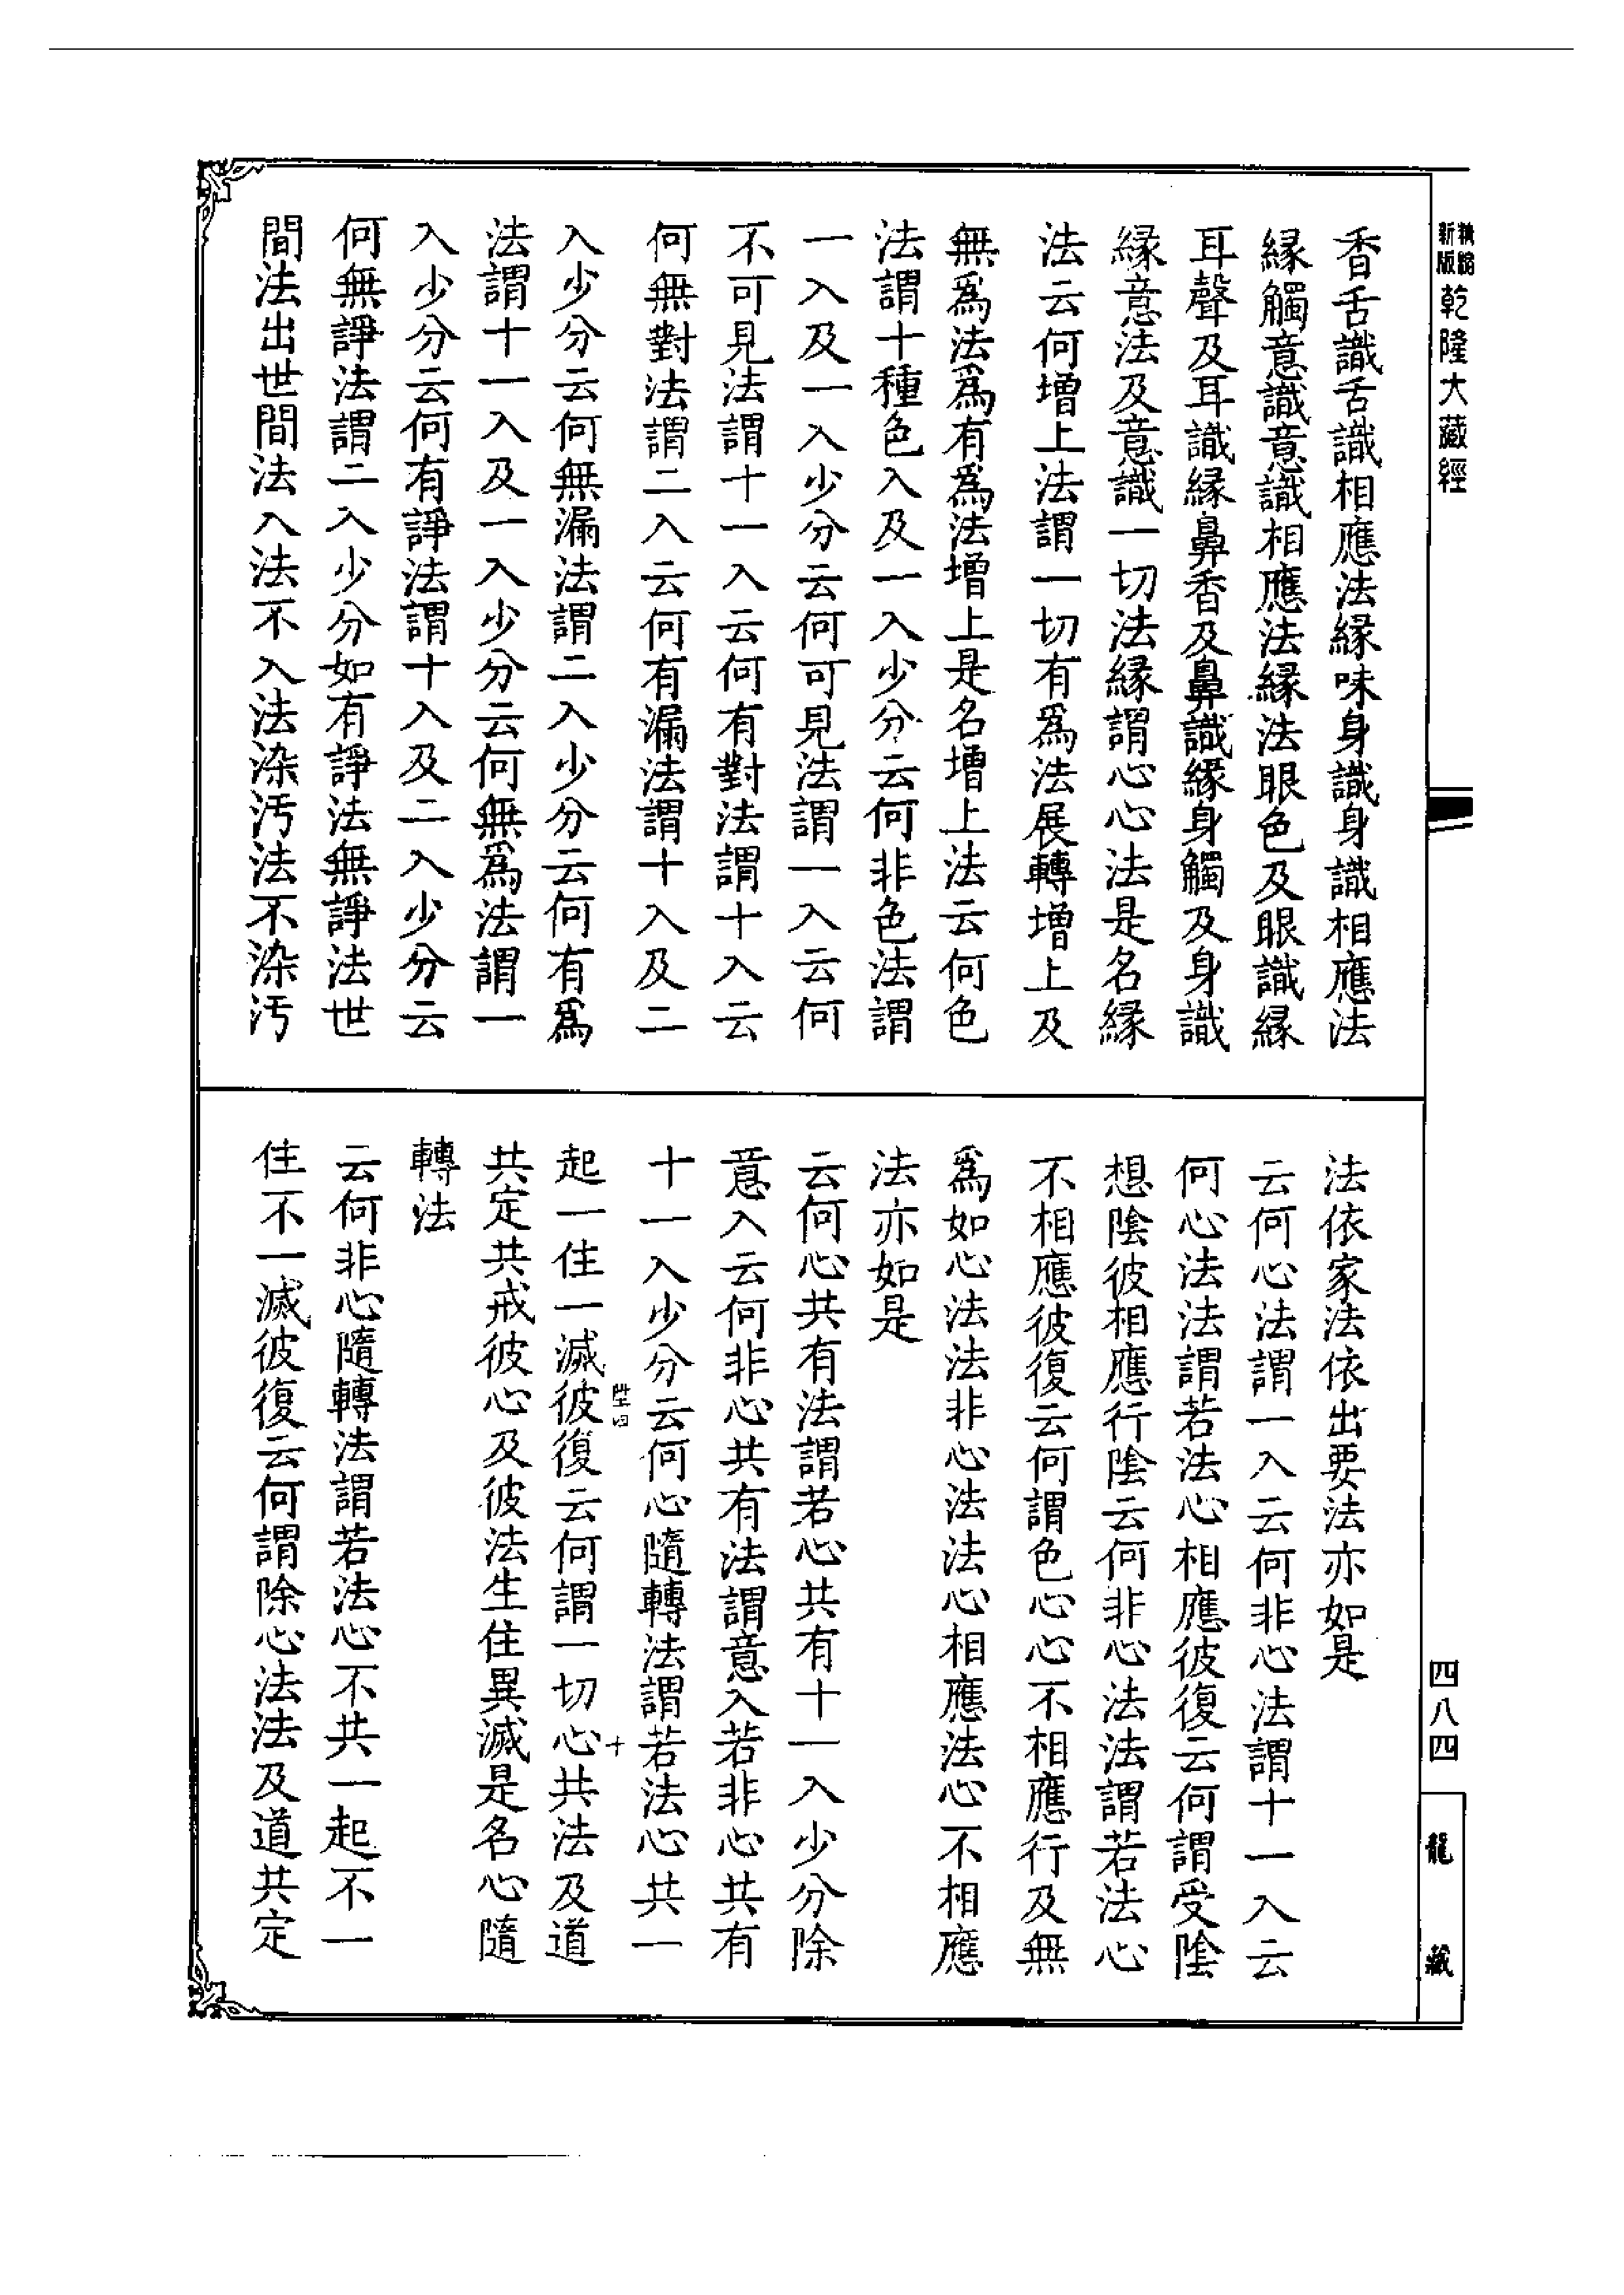 精縮新版乾隆大藏經
香舌識舌識相應法緣味身識身識相應法
緣觸意識意識相應法緣法眼色及眼識緣
耳聲及耳識緣鼻香及鼻識緣身觸及身識
緣意法及意識一切法緣謂心心法是名緣
法云何增上法謂一切有爲法展轉增上及
無爲法爲有爲法增上是名增上法云何色
法謂十種色入及一入少分云何非色法謂
一入及一入少分云何可見法謂一入云何
不可見法謂十一入云何有對法謂十入云
何無對法謂二入云何有漏法謂十入及二
入少分云何無漏法謂二入少分云何有爲
法謂十一入及一入少分云何無爲法謂一
入少分云何有諍法謂十入及二入少分云
何無諍法謂二入少分如有諍法無諍法世
間法出世間法入法不入法染污法不染污
法依家法依出要法亦如是
云何心法謂一入云何非心法謂十一入云
何心法法謂若法心相應彼復云何謂受陰
想陰彼相應行陰云何非心法法謂若法心
不相應彼復云何謂色心心不相應行及無
爲如心法法非心法法心相應法心不相應
法亦如是
云何心共有法謂若心共有十一入少分除
意入云何非心共有法謂意入若非心共有
十一入少分云何心隨轉法謂若法心共一
起一住一滅彼復云何謂一切心共法及道
共定共戒彼心及彼法生住異滅是名心隨
轉法
云何非心隨轉法謂若法心不共一起不一
住不一滅彼復云何謂除心法法及道共定
四八四
龍藏